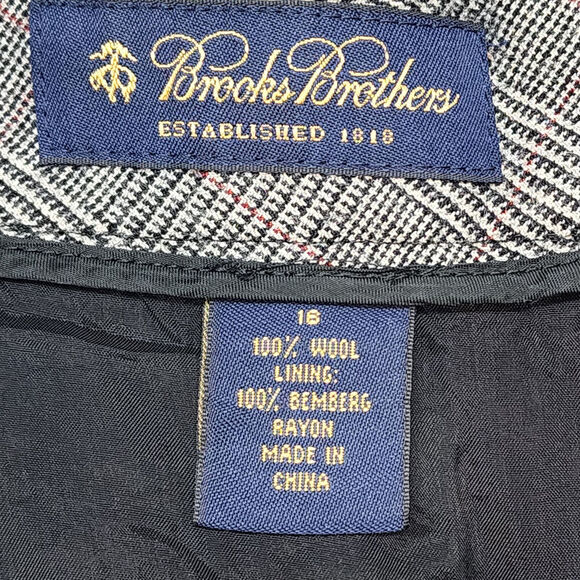 Brooks Brothers
ESTABLISHED 1818
16
100% WOOL
LINING:
100% BEMBERG
RAYON
MADE IN
CHINA